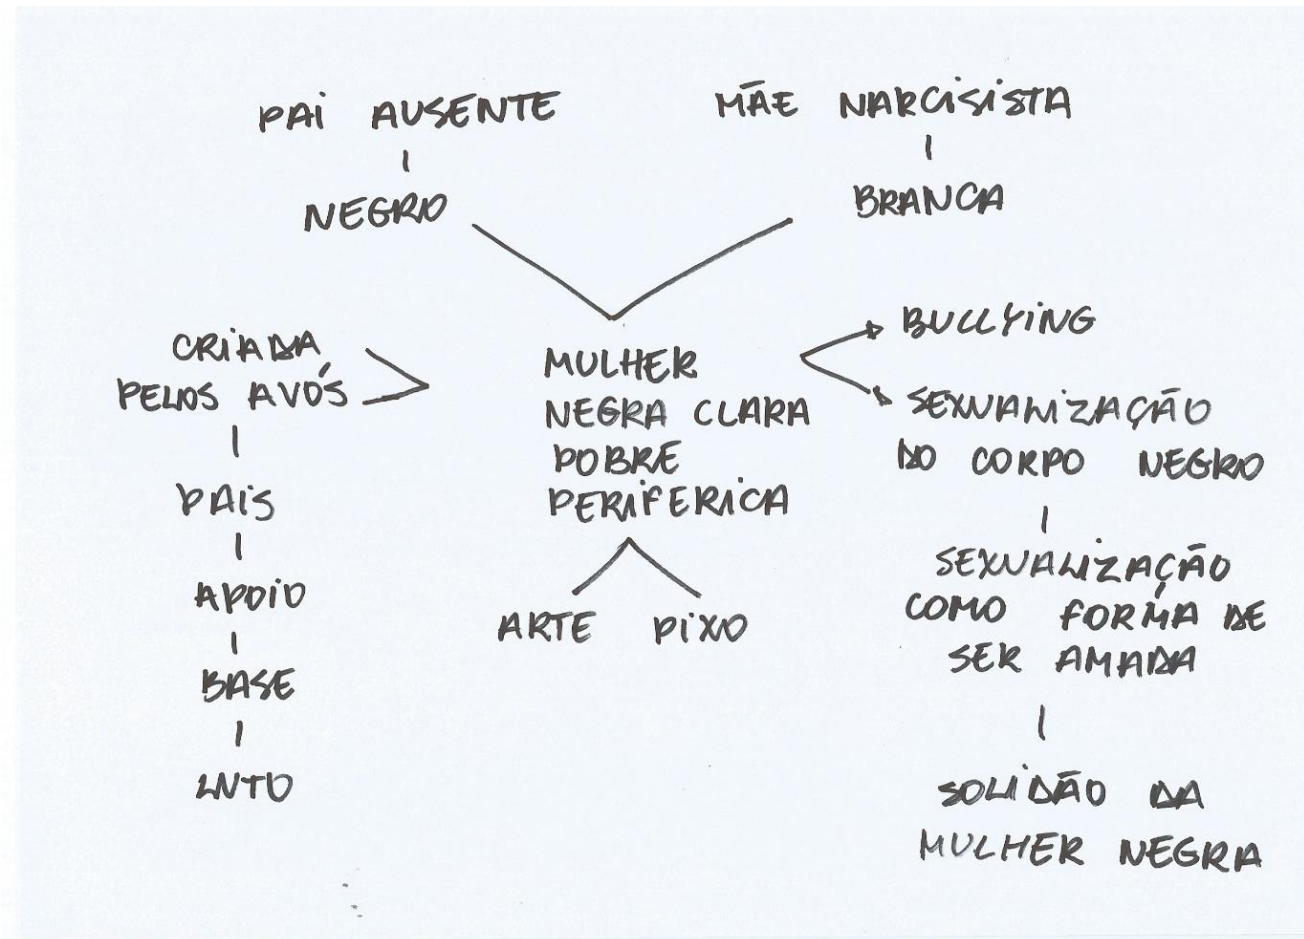 PAI AUSENTE
NEGRO
MÃE NARCISISTA
BRANCA
CRIADA
PELOS AVÓS
PAIS
APOIO
BASE
LUTO
MULHER
NEGRA CLARA
POBRE
PERIFERICA
ARTE PIXO
BULLYING
SEXUALIZAÇÃO
DO CORPO NEGRO
SEXUALIZAÇÃO
COMO FORMA DE
SER AMADA
SOLIDÃO DA
MULHER NEGRA